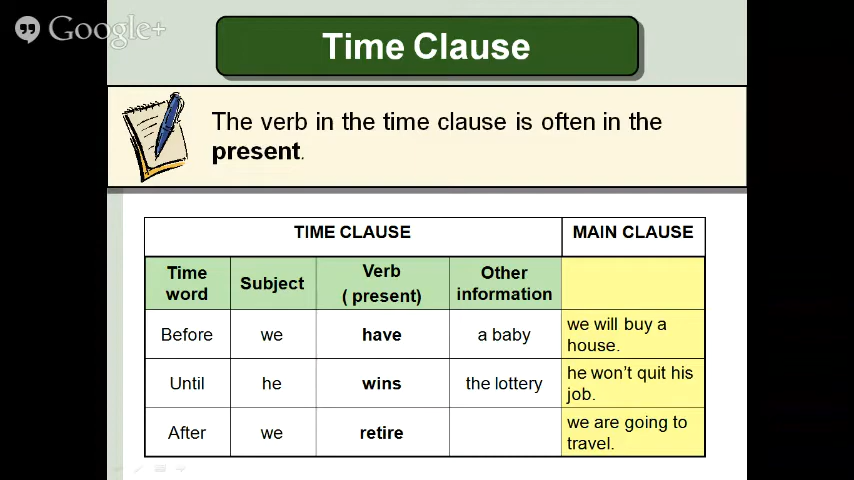 Google+
Time Clause
The verb in the time clause is often in the
present.
TIME CLAUSE MAIN CLAUSE
Time word Subject Verb ( present) Other information
Before we have a baby we will buy a house.
Until he wins the lottery he won't quit his job.
After we retire we are going to travel.